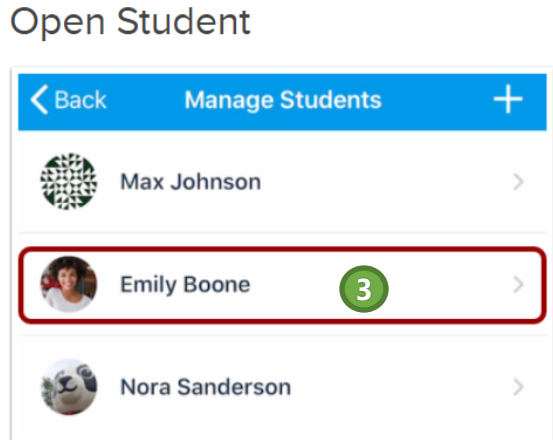 Open Student
Back Manage Students +
Max Johnson
Emily Boone 3
Nora Sanderson